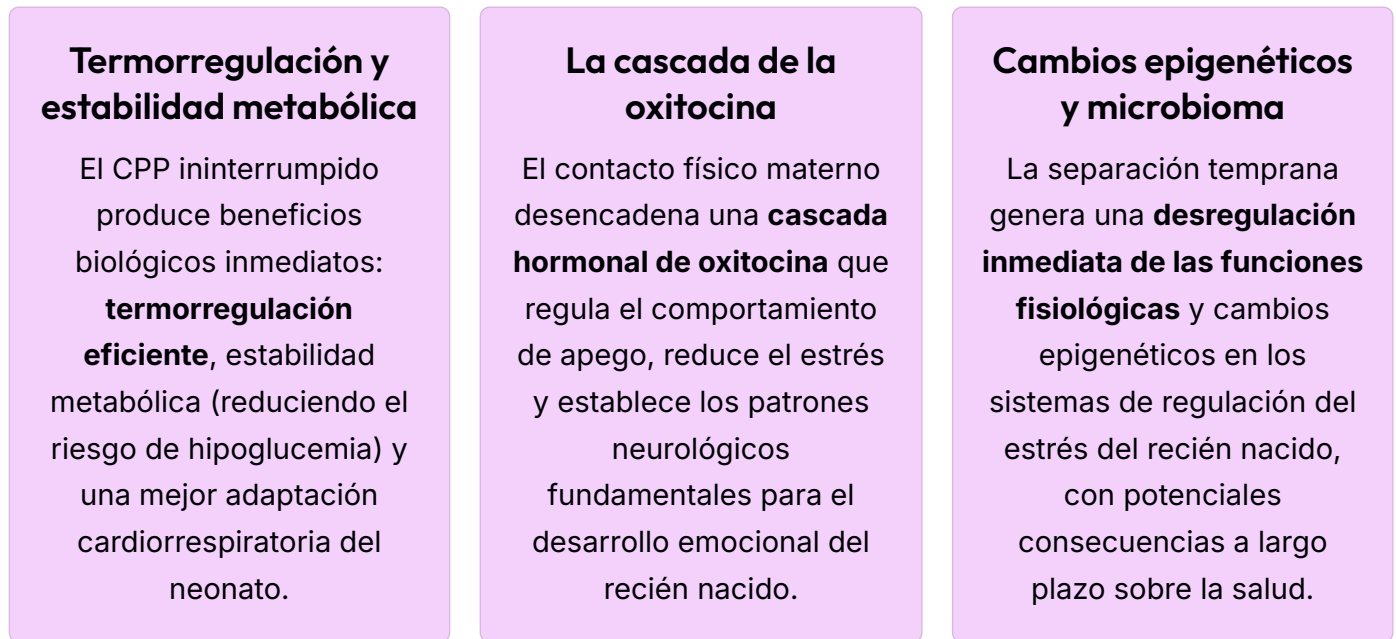 Termorregulación y
estabilidad metabólica
El CPP ininterrumpido
produce beneficios
biológicos inmediatos:
termorregulación
eficiente, estabilidad
metabólica (reduciendo el
riesgo de hipoglucemia) y
una mejor adaptación
cardiorrespiratoria del
neonato.
La cascada de la
oxitocina
El contacto físico materno
desencadena una cascada
hormonal de oxitocina que
regula el comportamiento
de apego, reduce el estrés
y establece los patrones
neurológicos
fundamentales para el
desarrollo emocional del
recién nacido.
Cambios epigenéticos
y microbioma
La separación temprana
genera una desregulación
inmediata de las funciones
fisiológicas y cambios
epigenéticos en los
sistemas de regulación del
estrés del recién nacido,
con potenciales
consecuencias a largo
plazo sobre la salud.